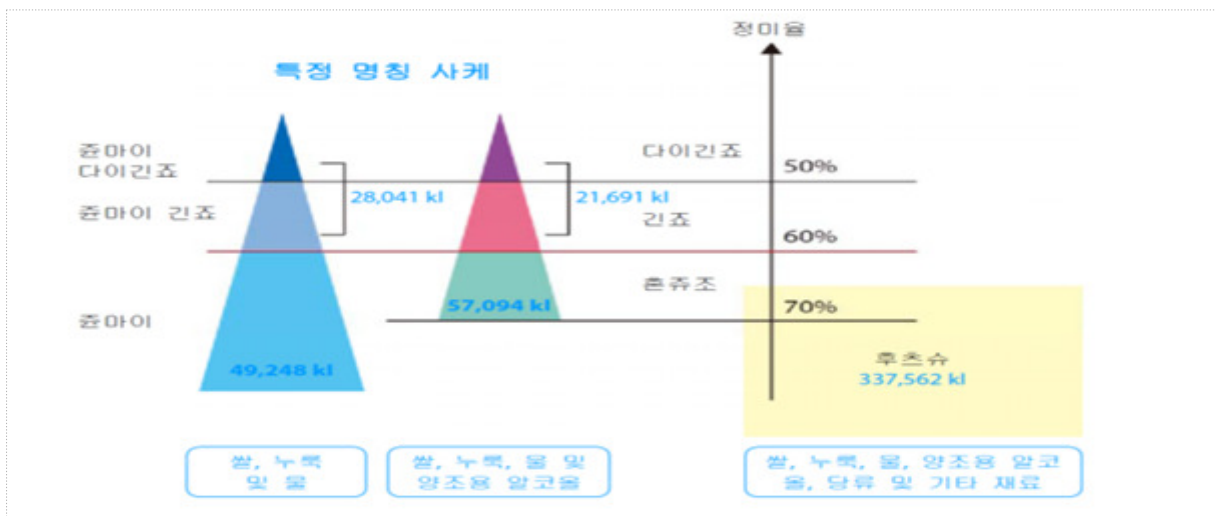 정미율
특정 명칭 사케
쥰마이
다이긴죠
다이긴죠
50%
28,041 kl
21,691 kl
쥰마이 긴죠
긴죠
60%
혼쥬조
57,094 kl
70%
쥰마이
후츠슈
49,248 kl
337,562 kl
쌀, 누룩
및 물
쌀, 누룩, 물 및
양조용 알코올
쌀, 누룩, 물, 양조용 알코
올, 당류 및 기타 재료